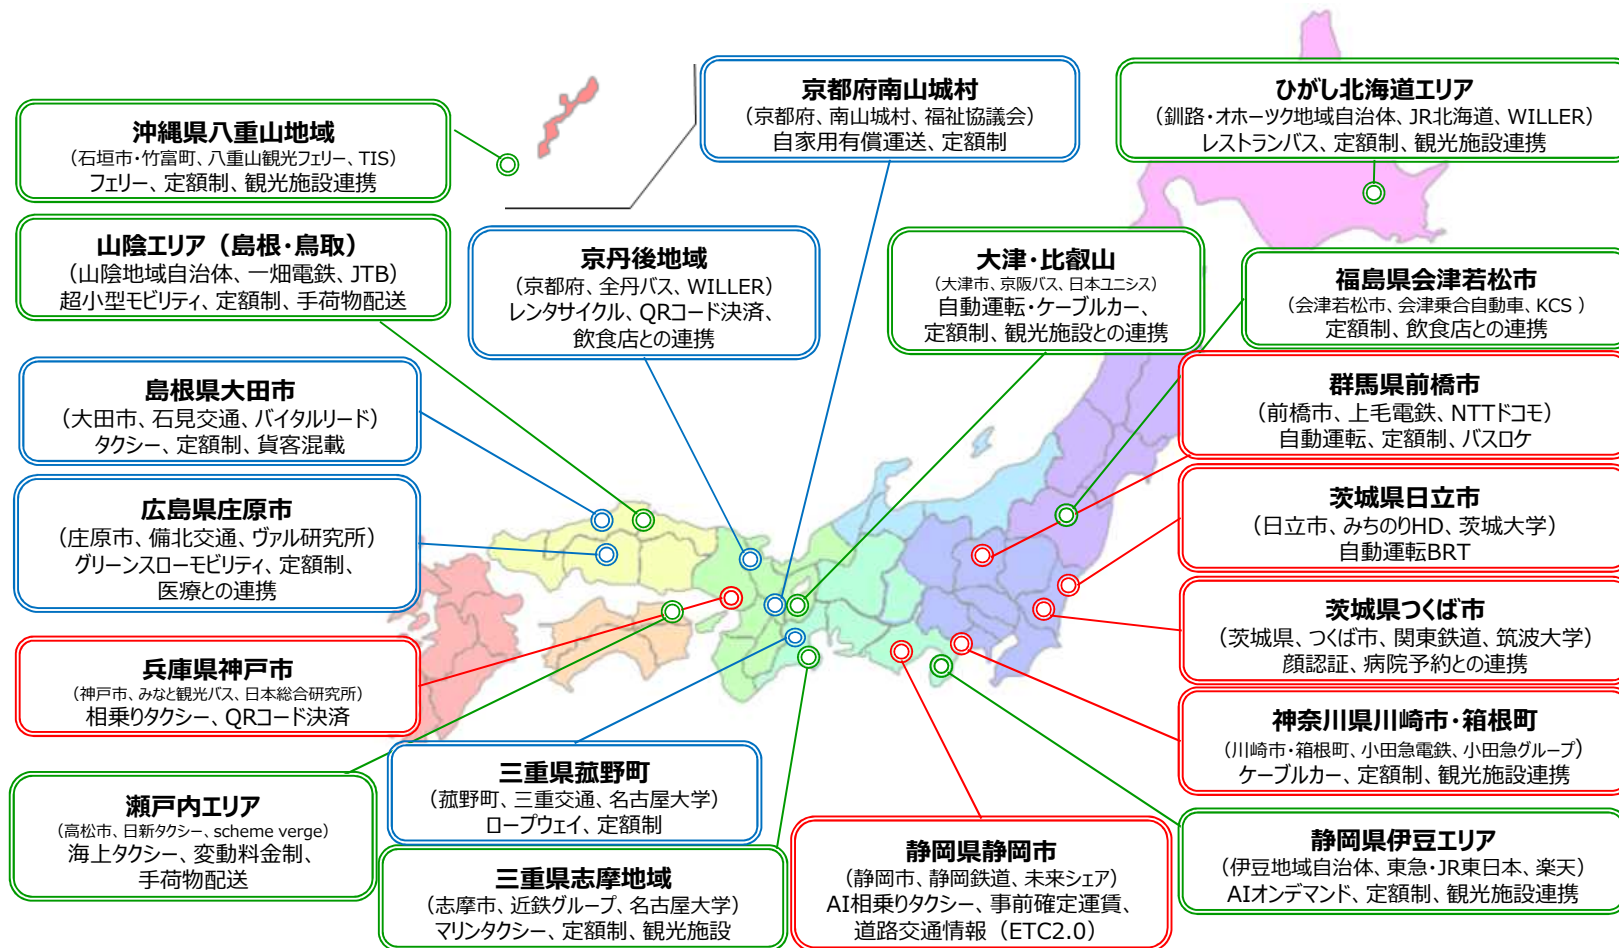 京都府南山城村
（京都府、南山城村、福祉協議会）
自家用有償運送、定額制
ひがし北海道エリア
（釧路・オホーツク地域自治体、JR北海道、WILLER）
レストランバス、定額制、観光施設連携
沖縄県八重山地域
（石垣市・竹富町、八重山観光フェリー、TIS）
フェリー、定額制、観光施設連携
山陰エリア（島根・鳥取）
（山陰地域自治体、一畑電鉄、JTB）
超小型モビリティ、定額制、手荷物配送
京丹後地域
（京都府、全丹バス、WILLER）
レンタサイクル、QRコード決済、
飲食店との連携
大津・比叡山
（大津市、京阪バス、日本ユニシス）
自動運転・ケーブルカー、
定額制、観光施設との連携
福島県会津若松市
（会津若松市、会津乗合自動車、KCS ）
定額制、飲食店との連携
島根県大田市
（大田市、石見交通、バイタルリード）
タクシー、定額制、貨客混載
群馬県前橋市
（前橋市、上毛電鉄、NTTドコモ）
自動運転、定額制、バスロケ
広島県庄原市
（庄原市、備北交通、ヴァル研究所）
グリーンスローモビリティ、定額制、
医療との連携
茨城県日立市
（日立市、みちのりHD、茨城大学）
自動運転BRT
茨城県つくば市
（茨城県、つくば市、関東鉄道、筑波大学）
顔認証、病院予約との連携
兵庫県神戸市
（神戸市、みなと観光バス、日本総合研究所）
相乗りタクシー、QRコード決済
神奈川県川崎市・箱根町
（川崎市・箱根町、小田急電鉄、小田急グループ）
ケーブルカー、定額制、観光施設連携
三重県菰野町
（菰野町、三重交通、名古屋大学）
ロープウェイ、定額制
瀬戸内エリア
（高松市、日新タクシー、scheme verge）
海上タクシー、変動料金制、
手荷物配送
三重県志摩地域
（志摩市、近鉄グループ、名古屋大学）
マリンタクシー、定額制、観光施設
静岡県静岡市
（静岡市、静岡鉄道、未来シェア）
AI相乗りタクシー、事前確定運賃、
道路交通情報（ETC2.0）
静岡県伊豆エリア
（伊豆地域自治体、東急・JR東日本、楽天）
AIオンデマンド、定額制、観光施設連携